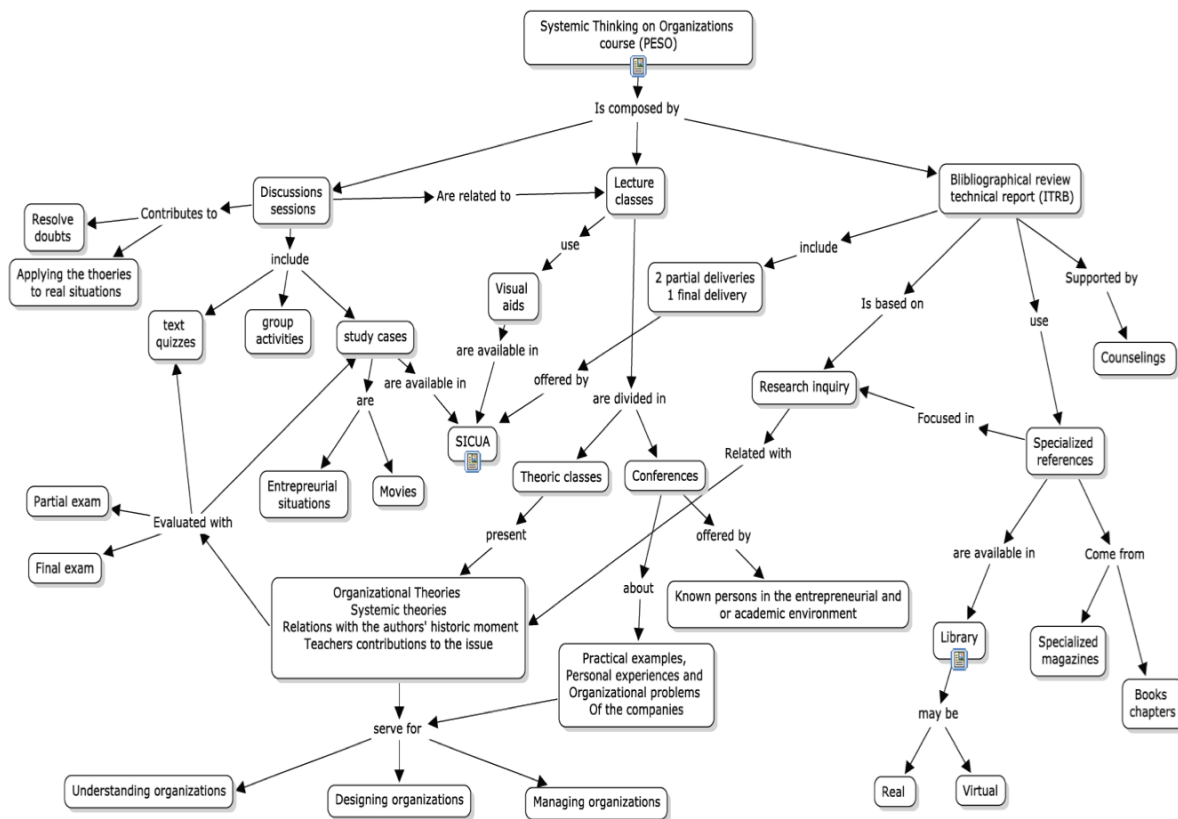 Systemic Thinking on Organizations
course (PESO)
Is composed by
Discussions
sessions
Are related to
Lecture
classes
Blibliographical review
technical report (ITRB)
Contributes to
Resolve
doubts
Applying the thoeries
to real situations
include
text
quizzes
group
activities
study cases
are available in
are
Entrepreurial
situations
Movies
use
Visual
aids
are available in
SICUA
include
2 partial deliveries
1 final delivery
offered by
are divided in
Theoric classes
Conferences
present
about
offered by
Known persons in the entrepreneurial and
or academic environment
Is based on
Research inquiry
Related with
use
Supported by
Counselings
Focused in
Specialized
references
are available in
Come from
Library
Specialized
magazines
Books
chapters
may be
Real
Virtual
Partial exam
Evaluated with
Final exam
Organizational Theories
Systemic theories
Relations with the authors' historic moment
Teachers contributions to the issue
Practical examples,
Personal experiences and
Organizational problems
Of the companies
serve for
Understanding organizations
Designing organizations
Managing organizations